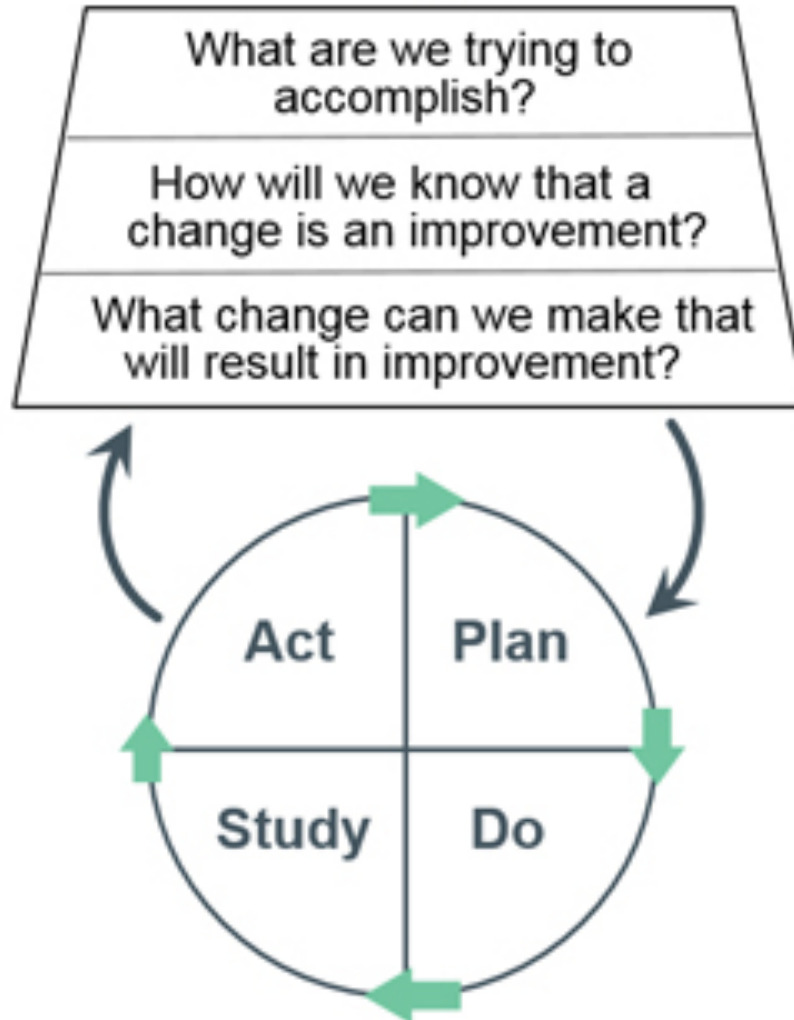 What are we trying to
accomplish?
How will we know that a
change is an improvement?
What change can we make that
will result in improvement?
Act
Plan
Study
Do